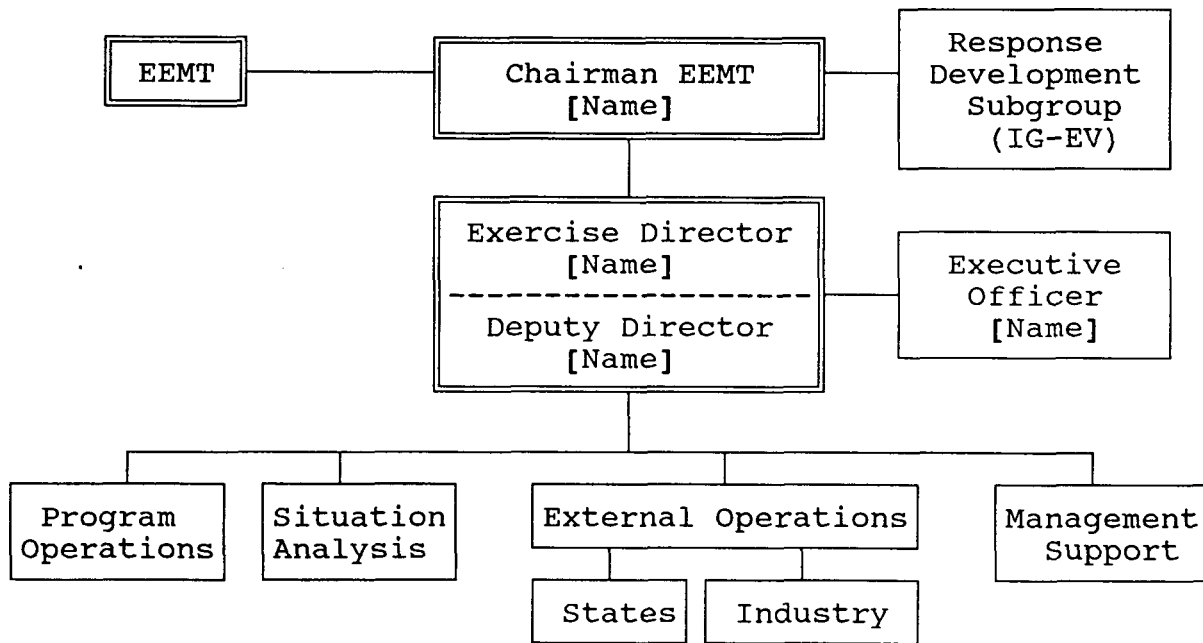 EEMT
Chairman EEMT
[Name]
Response
Development
Subgroup
(IG-EV)
Exercise Director
[Name]
Deputy Director
[Name]
Executive
Officer
[Name]
Program
Operations
Situation
Analysis
External Operations
Management
Support
States
Industry